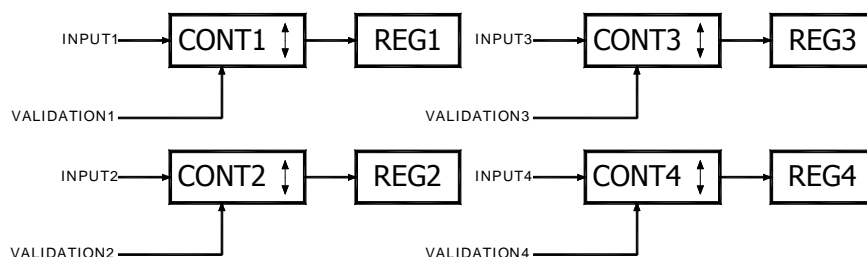 INPUT1 CONT1 REG1 INPUT3 CONT3 REG3
VALIDATION1 VALIDATION3
INPUT2 CONT2 REG2 INPUT4 CONT4 REG4
VALIDATION2 VALIDATION4